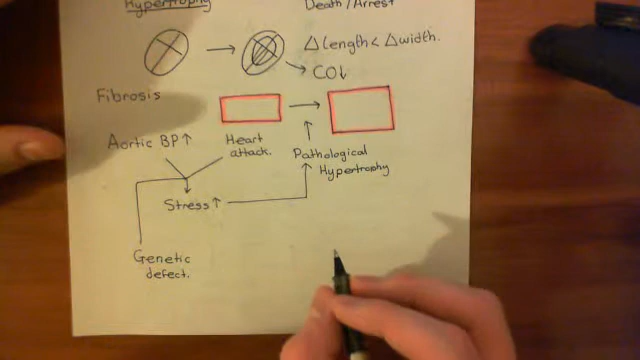 Hypertrophy
Death/Arrest
Δ length < Δ width.
CO↓
Fibrosis
Aortic BP↑
Heart
attack.
Pathological
Hypertrophy
Stress↑
Genetic
defect.